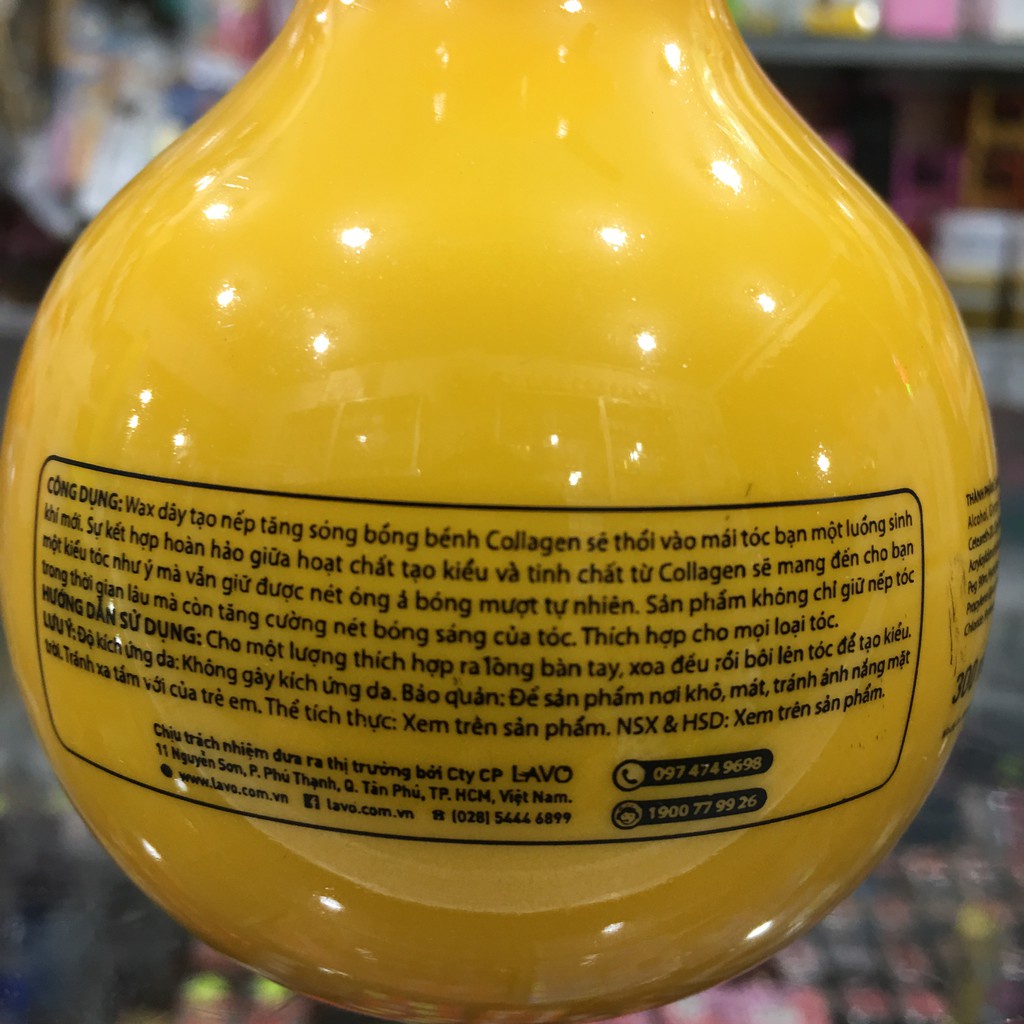 CÔNG DỤNG: Wax dây tạo nếp tăng sóng bồng bềnh Collagen sẽ thổi vào mái tóc bạn một luồng sinh
khí mới. Sự kết hợp hoàn hảo giữa hoạt chất tạo kiểu và tinh chất từ Collagen sẽ mang đến cho bạn
một kiểu tóc như ý mà vẫn giữ được nét óng ả bóng mượt tự nhiên. Sản phẩm không chỉ giữ nếp tóc
trong thời gian lâu mà còn tăng cường nét bóng sáng của tóc. Thích hợp cho mọi loại tóc.
HƯỚNG DẪN SỬ DỤNG: Cho một lượng thích hợp ra lòng bàn tay, xoa đều rồi bôi lên tóc để tạo kiểu.
LƯU Ý: Độ kích ứng da: Không gây kích ứng da. Bảo quản: Để sản phẩm nơi khô, mát, tránh ánh nắng mặt
trời. Tránh xa tầm với của trẻ em. Thể tích thực: Xem trên sản phẩm. NSX & HSD: Xem trên sản phẩm.
Chịu trách nhiệm đưa ra thị trường bởi Cty CP LAVO
11 Nguyễn Sơn, P. Phú Thạnh, Q. Tân Phú, TP. HCM, Việt Nam.
www.lavo.com.vn lavo.com.vn (028) 5444 6899
097 474 9698
1900 77 99 26
THÀNH PHẦN
Alcohol,
300